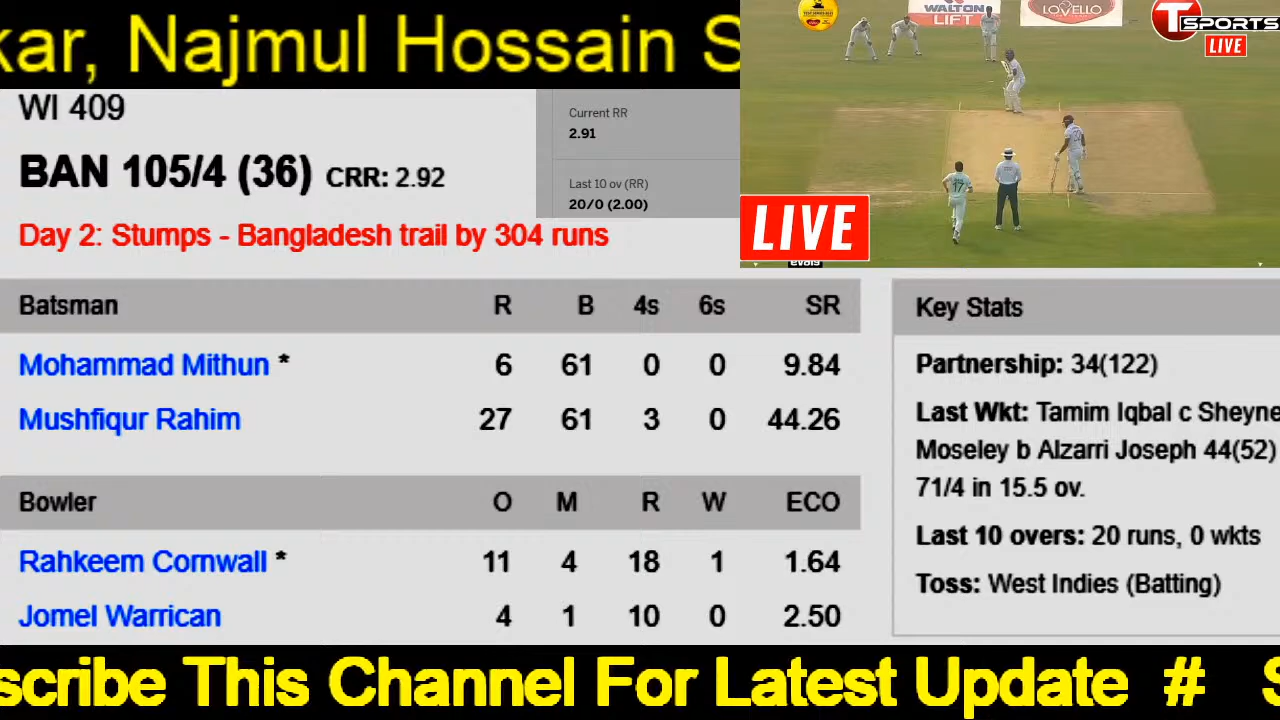 kar, Najmul Hossain S
WI 409
BAN 105/4 (36) CRR: 2.92
Day 2: Stumps - Bangladesh trail by 304 runs
Current RR
2.91
Last 10 ov (RR)
20/0 (2.00)
WALTON
LIFT
LOVELLO
T SPORTS
LIVE
17
LIVE
evals
Batsman R B 4s 6s SR
Mohammad Mithun * 6 61 0 0 9.84
Mushfiqur Rahim 27 61 3 0 44.26
Bowler O M R W ECO
Rahkeem Cornwall * 11 4 18 1 1.64
Jomel Warrican 4 1 10 0 2.50
Key Stats
Partnership: 34(122)
Last Wkt: Tamim Iqbal c Sheyne
Moseley b Alzarri Joseph 44(52)
71/4 in 15.5 ov.
Last 10 overs: 20 runs, 0 wkts
Toss: West Indies (Batting)
scribe This Channel For Latest Update # S